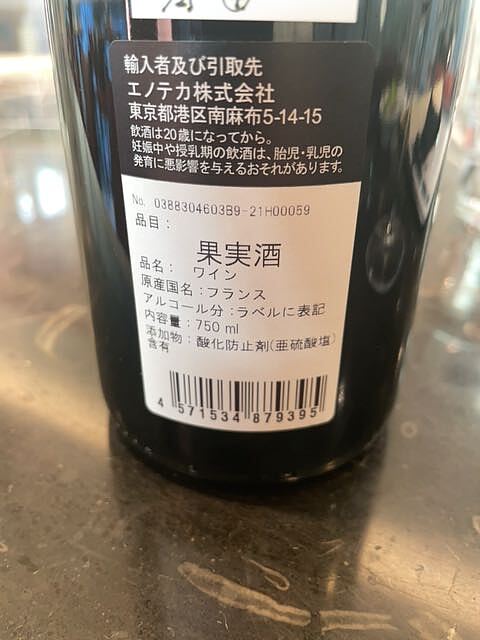 輸入者及び引取先
エノテカ株式会社
東京都港区南麻布5-14-15
飲酒は20歳になってから。
妊娠中や授乳期の飲酒は、胎児・乳児の
発育に悪影響を与えるおそれがあります。
No. 0388304603B9-21H00059
品目：
果実酒
品名： ワイン
原産国名：フランス
アルコール分：ラベルに表記
内容量：750 ml
添加物：酸化防止剤(亜硫酸塩)
含有
4 571534 879395